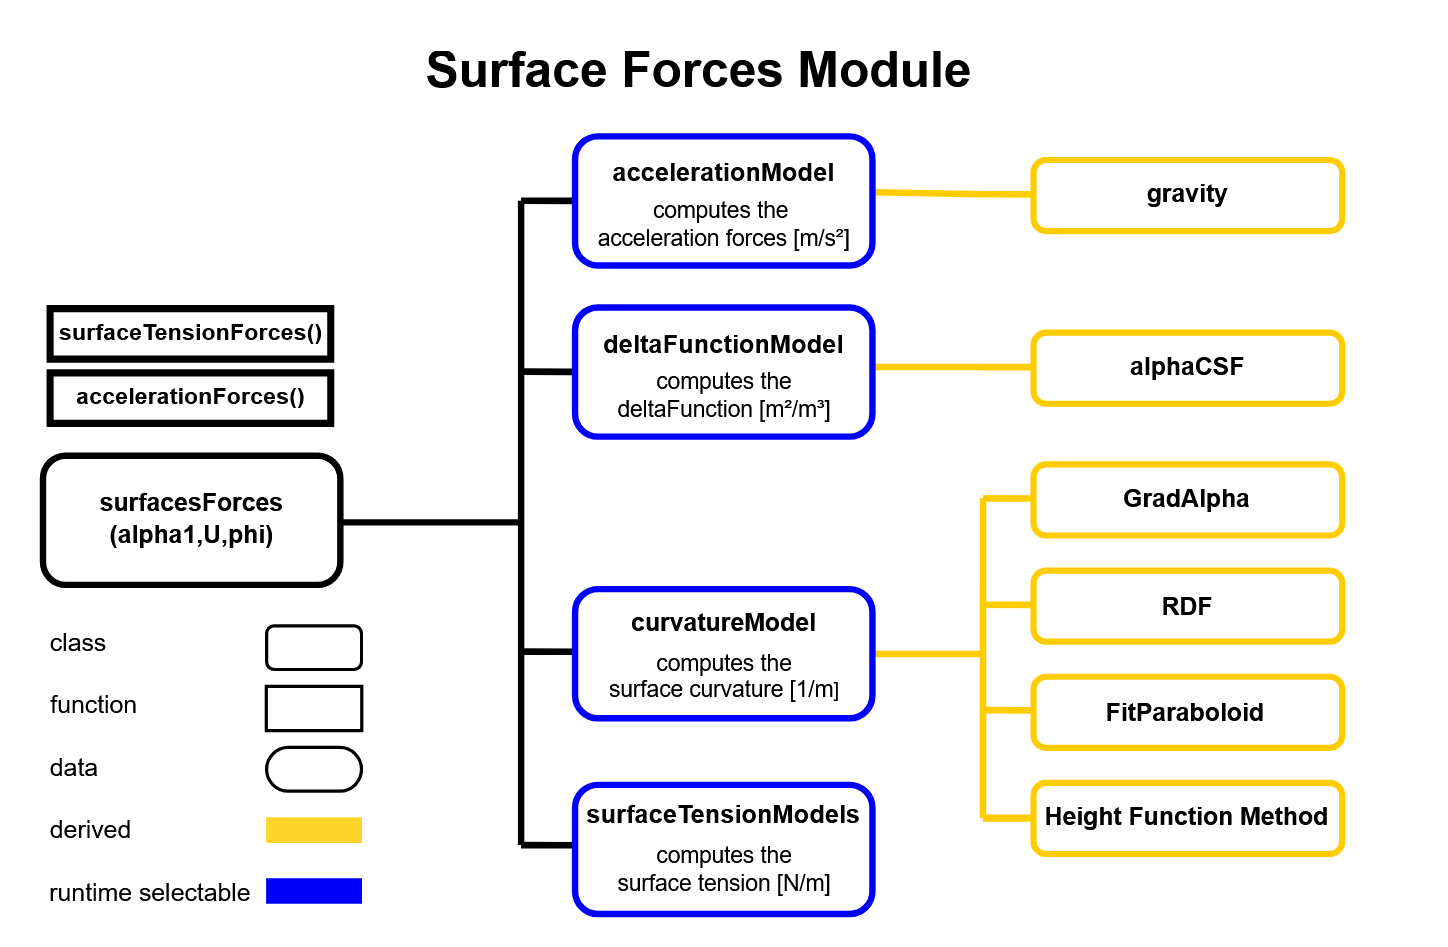 Surface Forces Module
surfaceTensionForces()
accelerationForces()
surfacesForces
(alpha1,U,phi)
class
function
data
derived
runtime selectable
accelerationModel
computes the
acceleration forces [m/s²]
deltaFunctionModel
computes the
deltaFunction [m²/m³]
curvatureModel
computes the
surface curvature [1/m]
surfaceTensionModels
computes the
surface tension [N/m]
gravity
alphaCSF
GradAlpha
RDF
FitParaboloid
Height Function Method